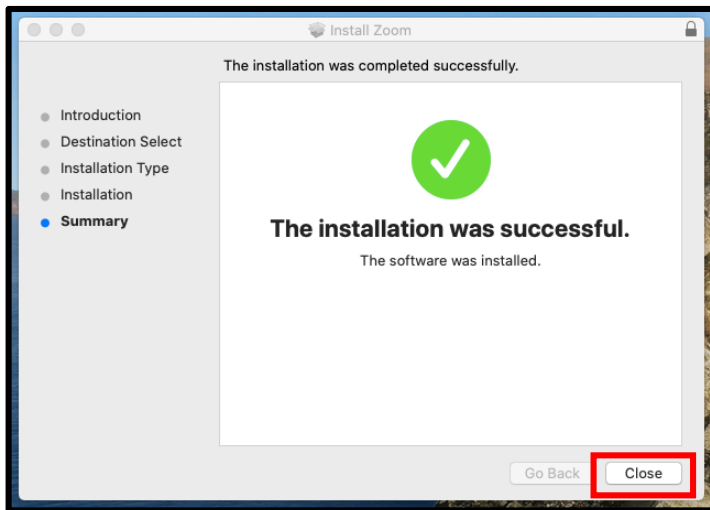 Install Zoom
The installation was completed successfully.
Introduction
Destination Select
Installation Type
Installation
Summary
The installation was successful.
The software was installed.
Go Back
Close